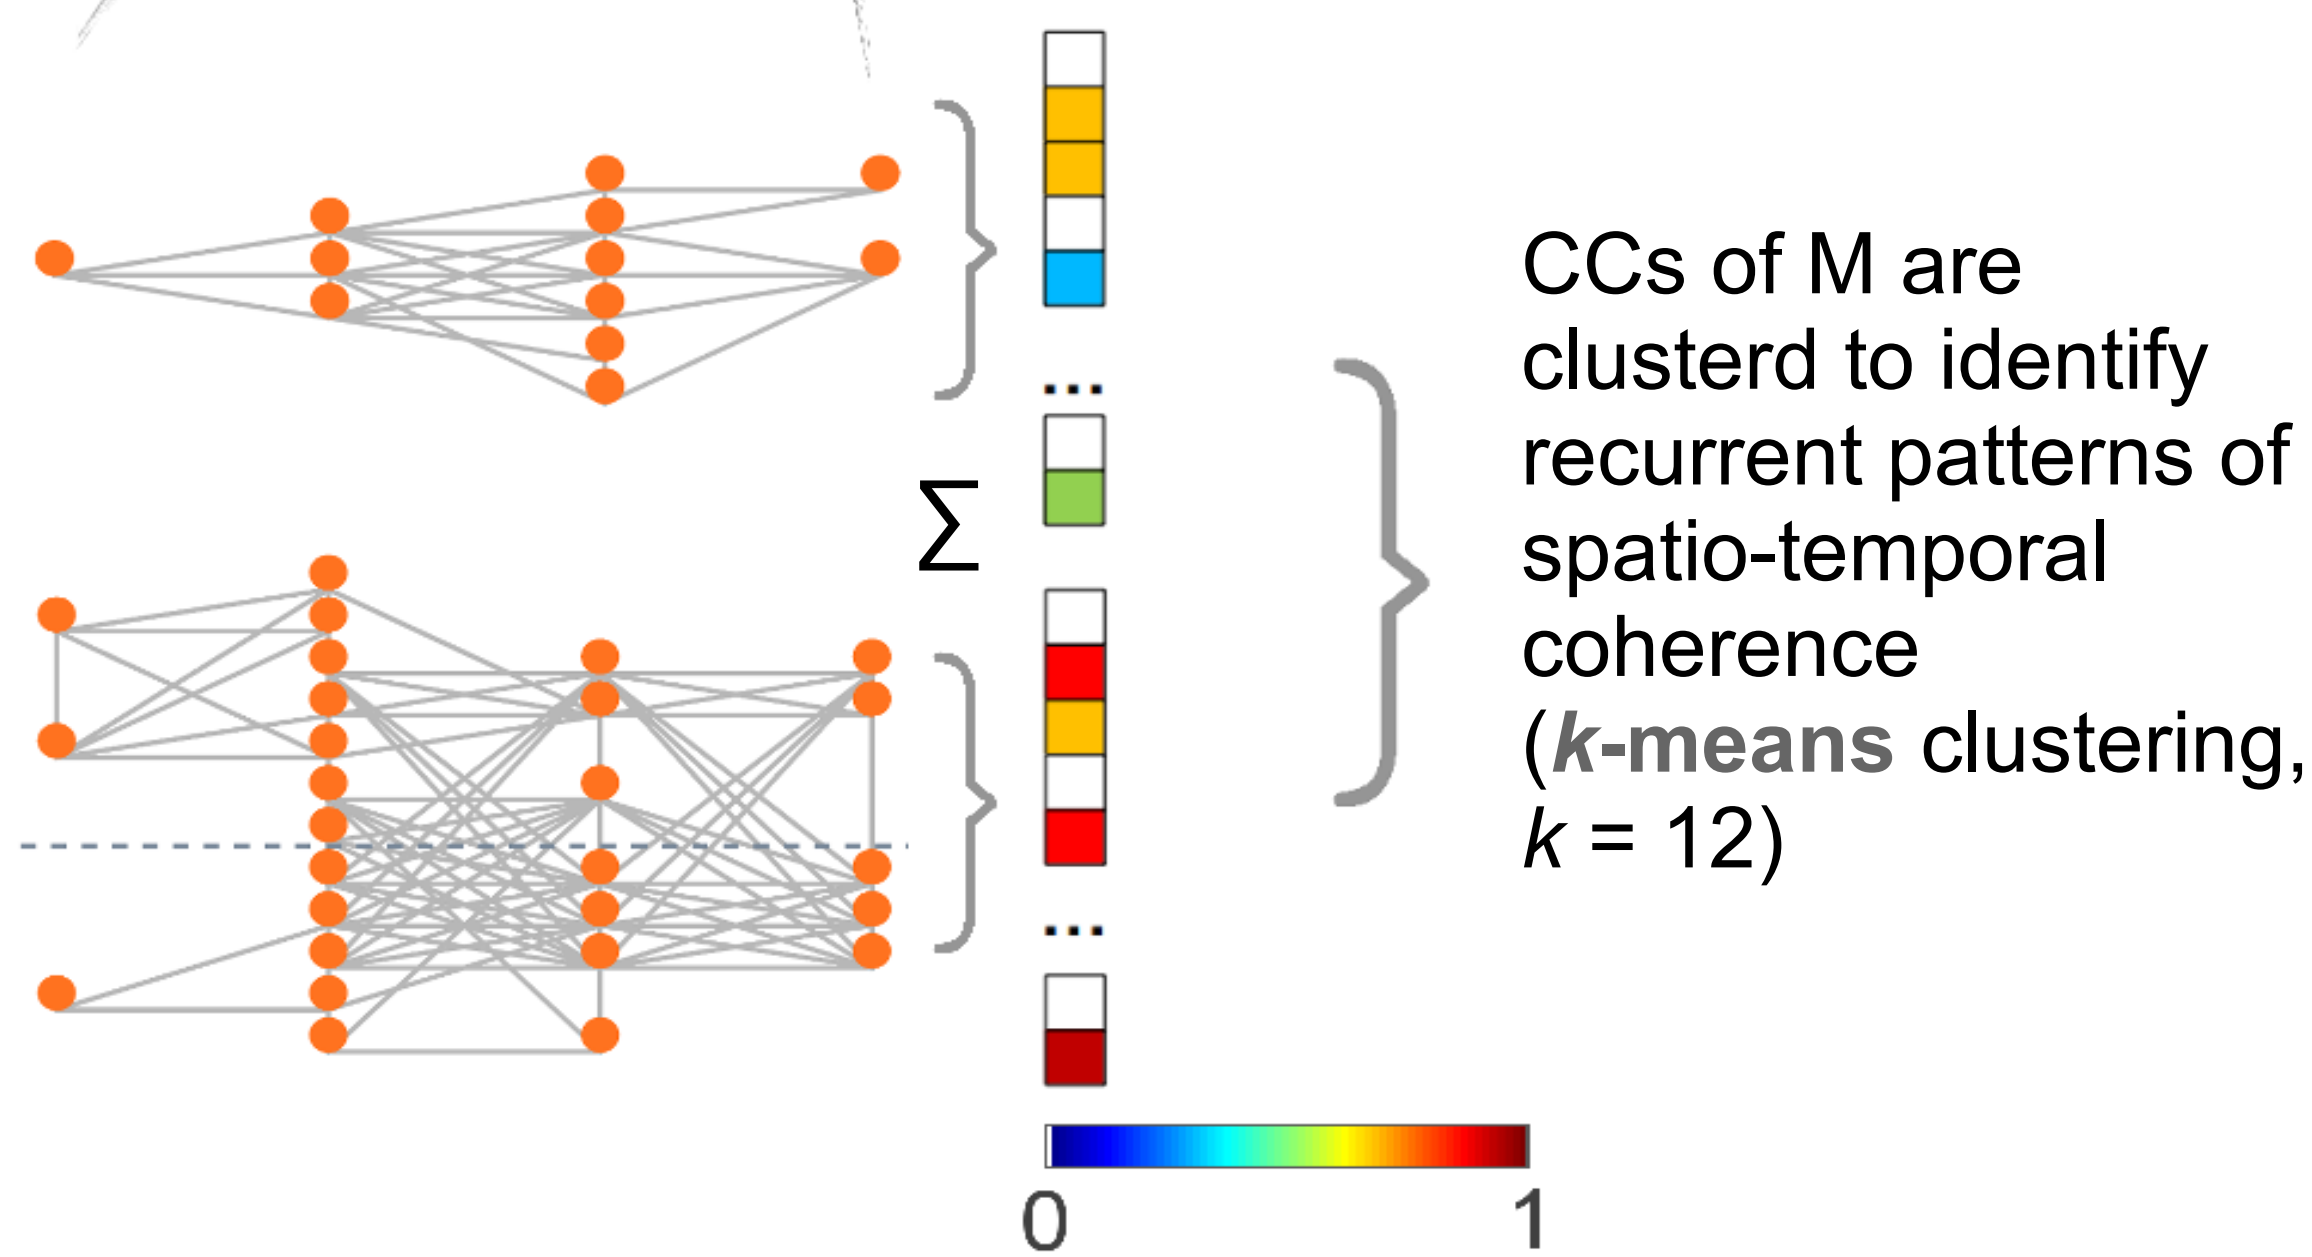 ...
∑
...
0
1
CCs of M are
clusterd to identify
recurrent patterns of
spatio-temporal
coherence
(k-means clustering,
k = 12)